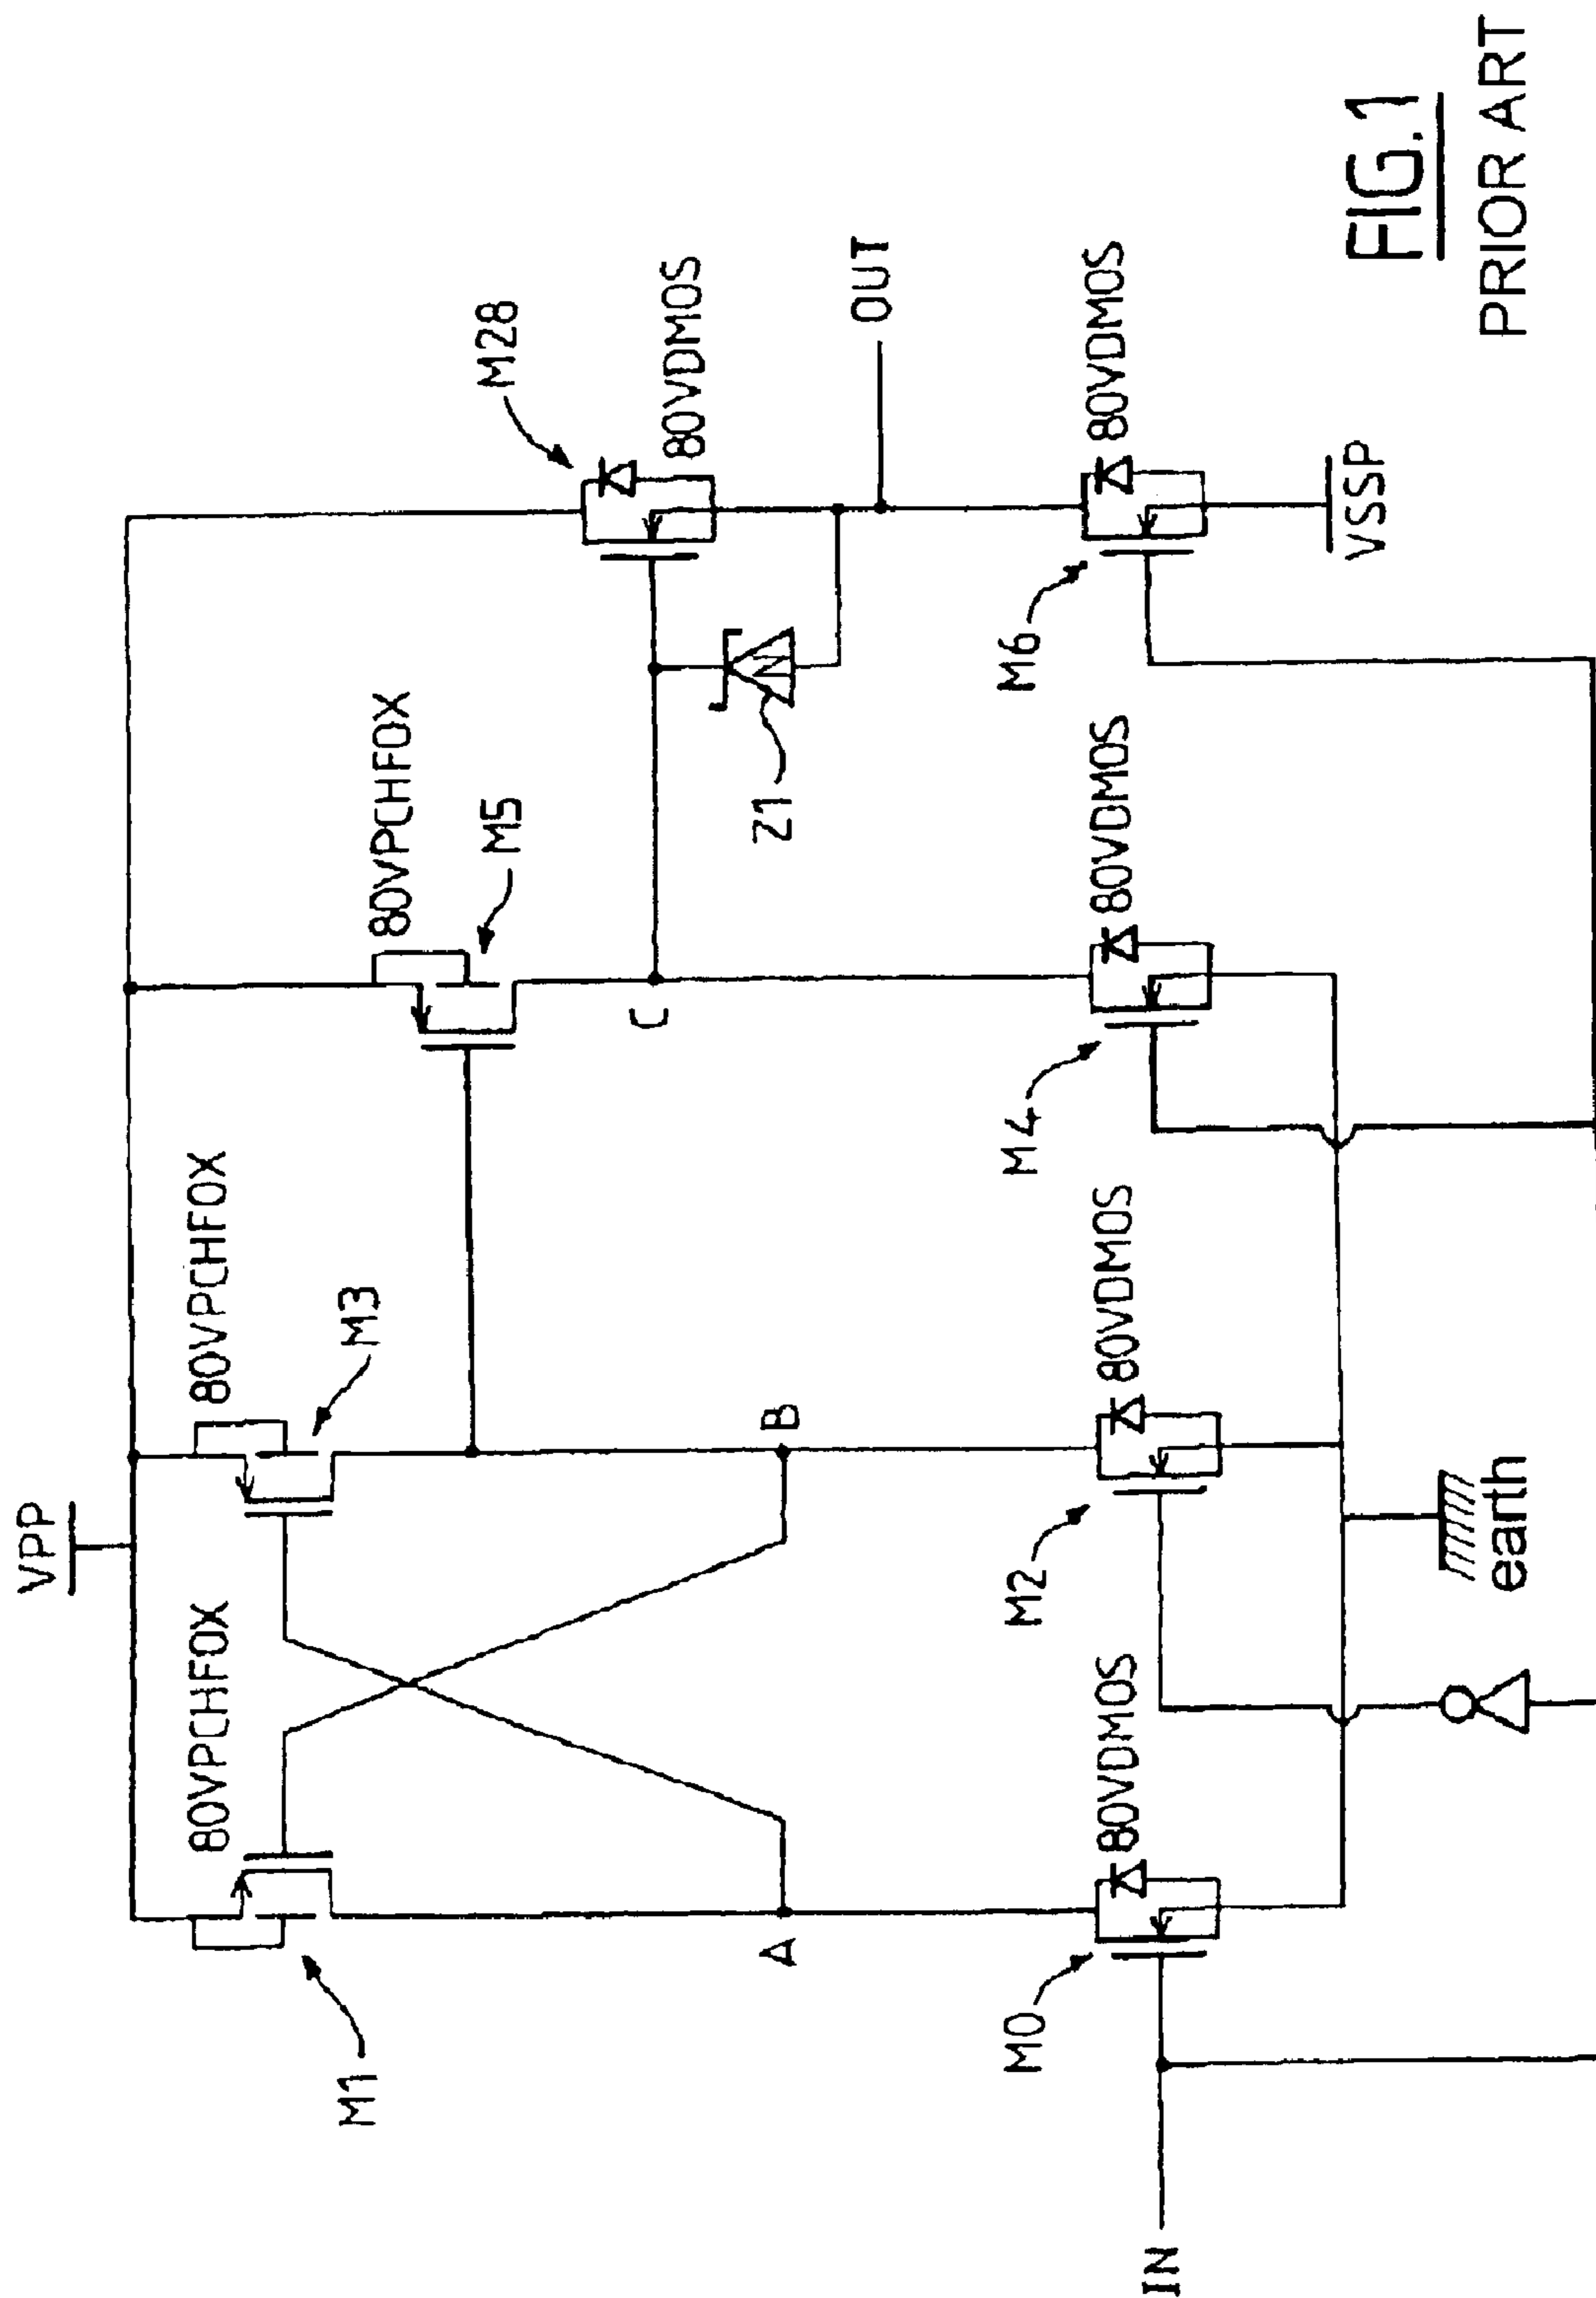 VPP
80VPCHFOX
80VPCHFOX
M1
M3
80VPCHFOX
M5
M28
80VDMOS
A
B
C
Z1
OUT
M0
80VDMOS
M2
80VDMOS
M4
80VDMOS
M6
80VDMOS
IN
earth
VSSP
FIG.1
PRIOR ART